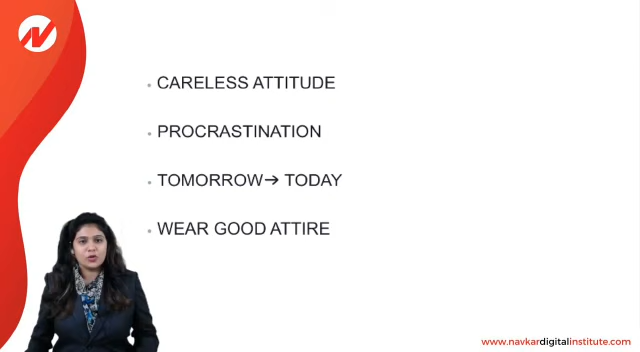 CARELESS ATTITUDE
PROCRASTINATION
TOMORROW➔ TODAY
WEAR GOOD ATTIRE
www.navkardigitalinstitute.com